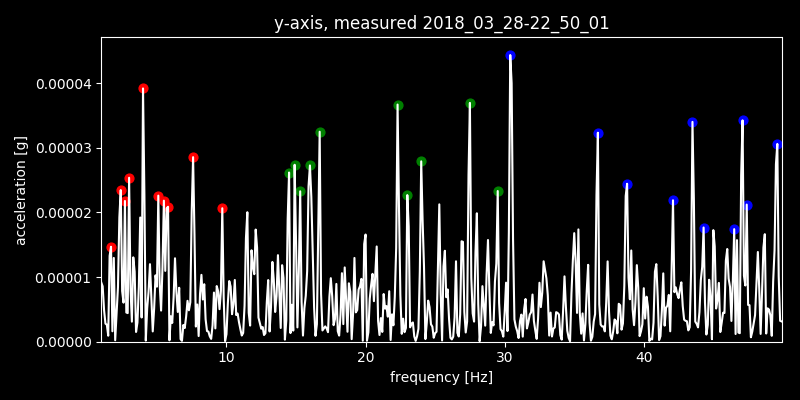 y-axis, measured 2018_03_28-22_50_01
acceleration [g]
0.00004
0.00003
0.00002
0.00001
0.00000
10 20 30 40
frequency [Hz]